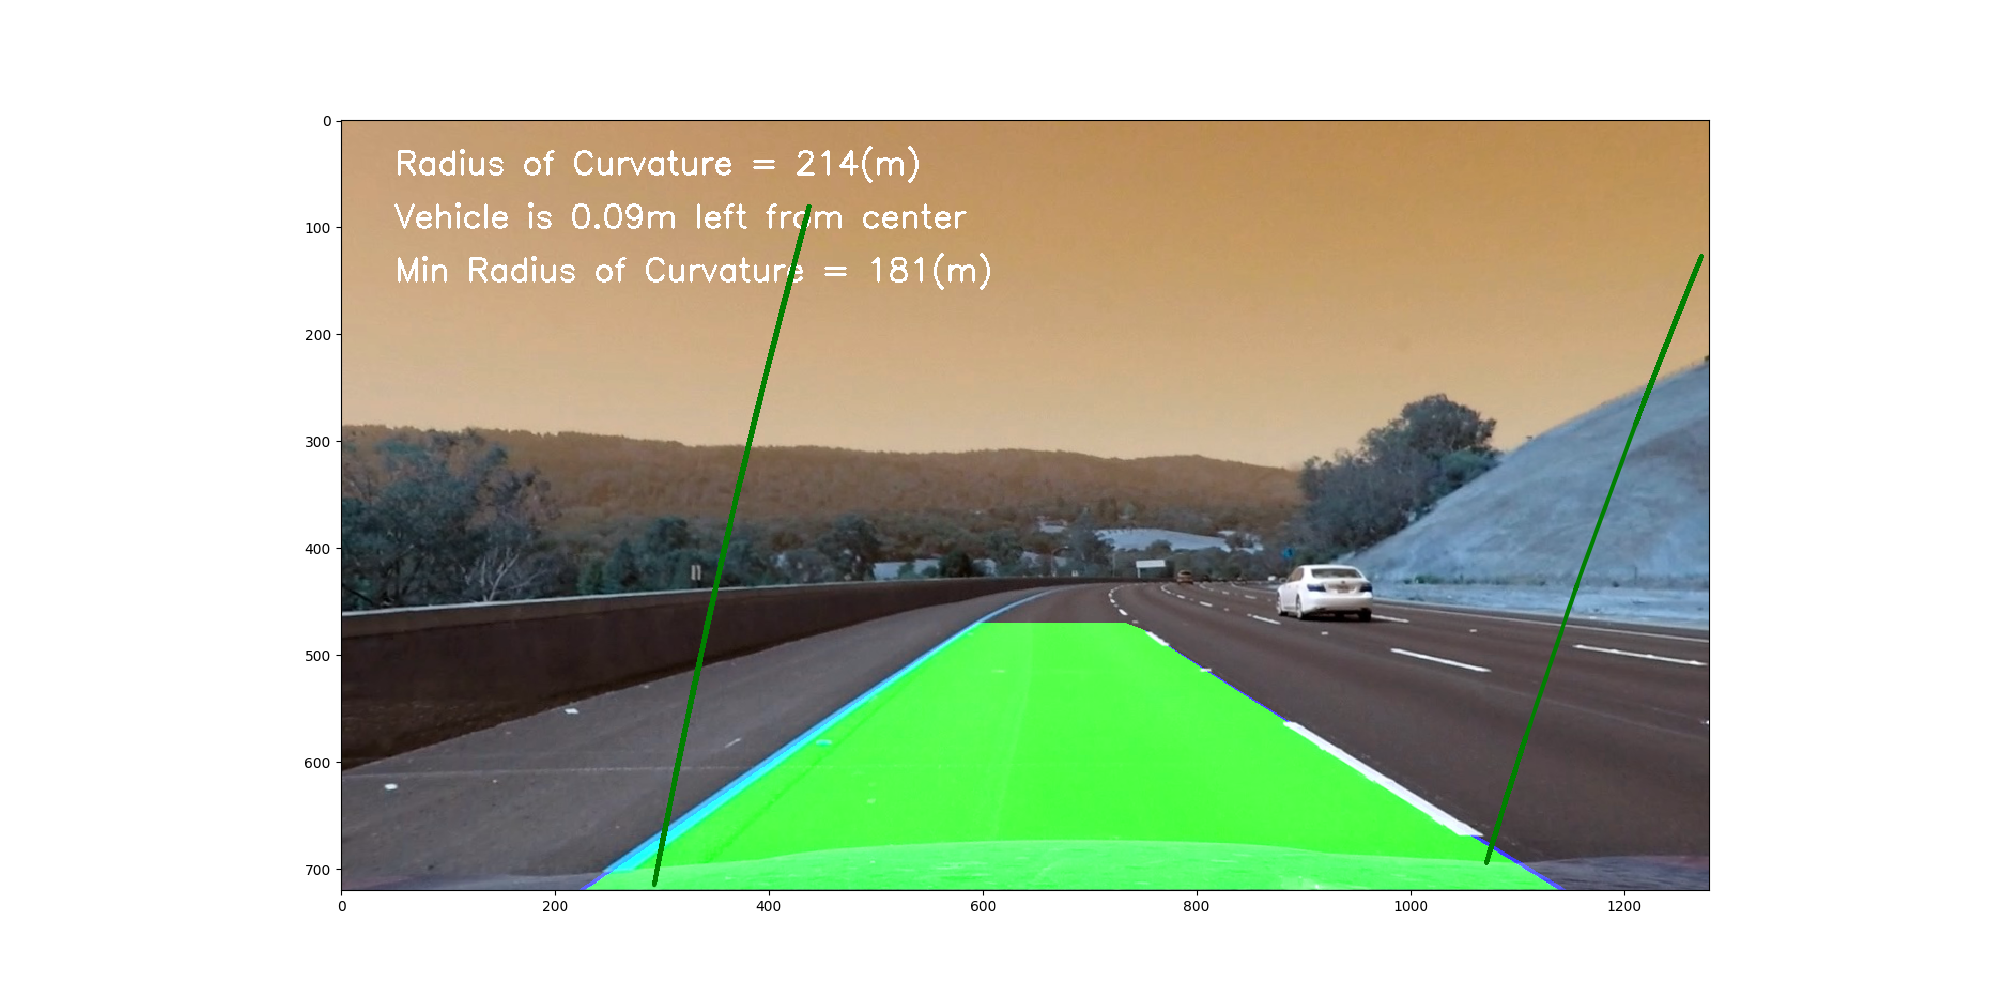 Radius of Curvature = 214(m)
Vehicle is 0.09m left from center
Min Radius of Curvature = 181(m)
0
100
200
300
400
500
600
700
0 200 400 600 800 1000 1200